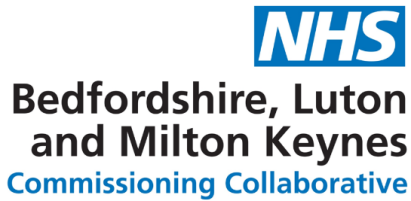 NHS
Bedfordshire, Luton
and Milton Keynes
Commissioning Collaborative